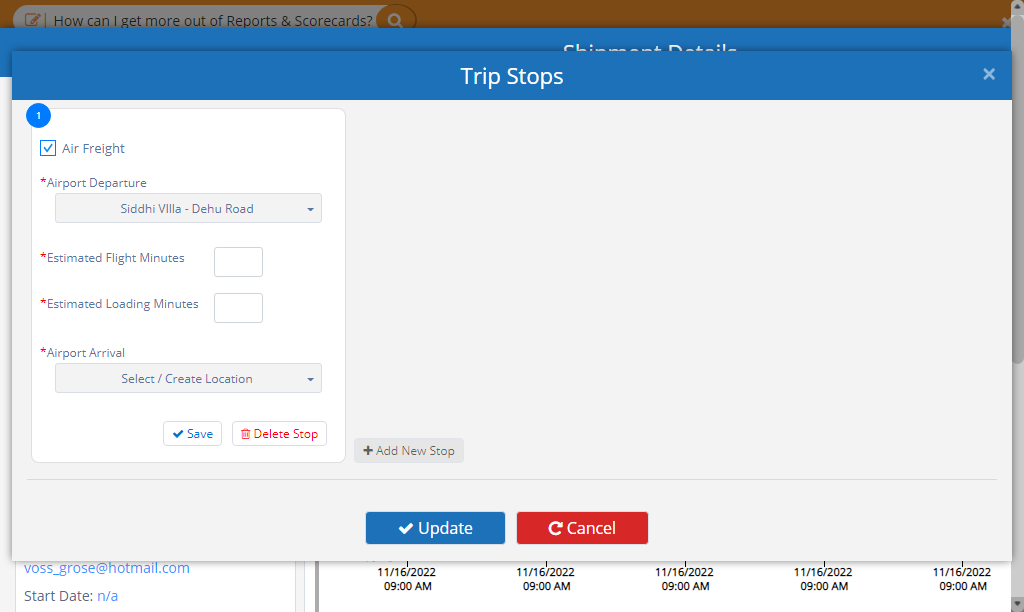 How can I get more out of Reports & Scorecards?
Shipment Details
Trip Stops
×
1
Air Freight
*Airport Departure
Siddhi VIlla - Dehu Road
*Estimated Flight Minutes
*Estimated Loading Minutes
*Airport Arrival
Select / Create Location
Save
Delete Stop
+ Add New Stop
Update
Cancel
voss_grose@hotmail.com
Start Date: n/a
11/16/2022 11/16/2022 11/16/2022 11/16/2022 11/16/2022
09:00 AM 09:00 AM 09:00 AM 09:00 AM 09:00 AM